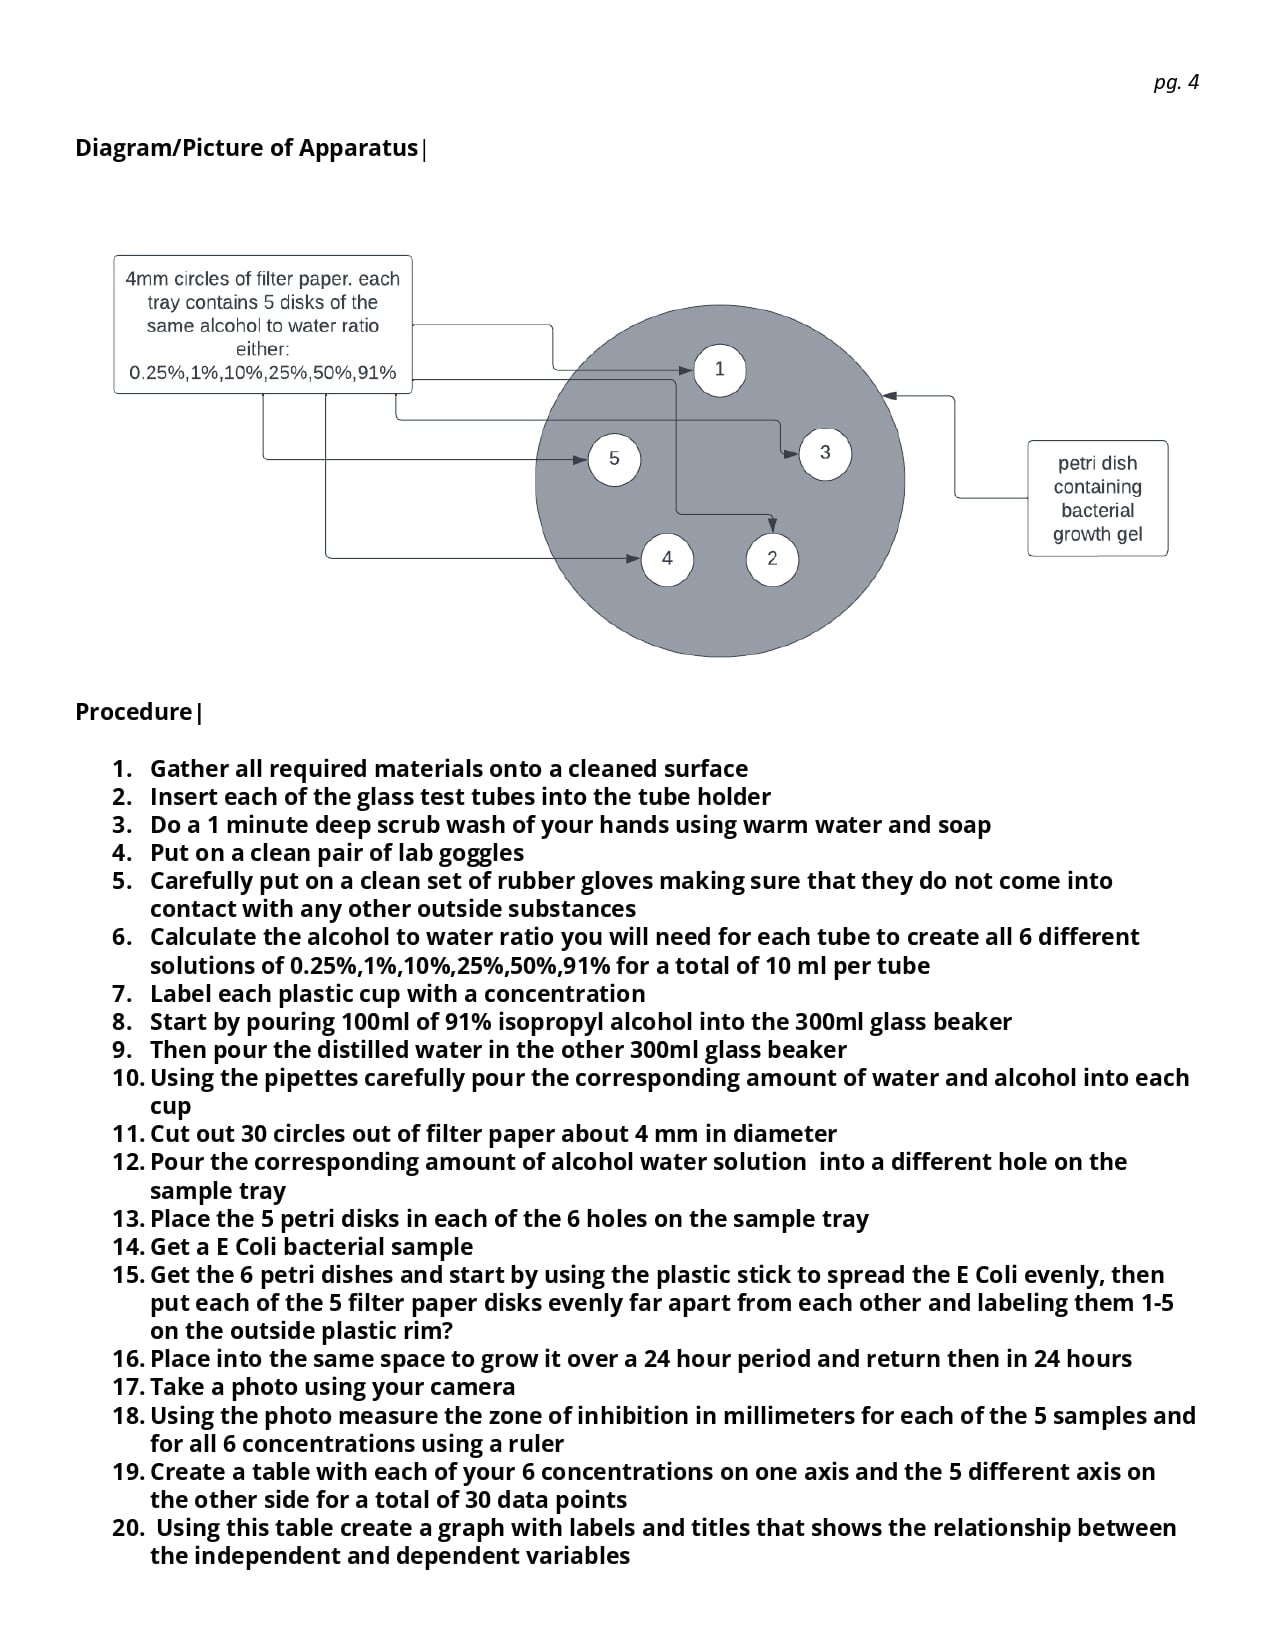 pg. 4
Diagram/Picture of Apparatus|
4mm circles of filter paper. each
tray contains 5 disks of the
same alcohol to water ratio
either:
0.25%,1%,10%,25%,50%,91%
1
5
3
4
2
petri dish
containing
bacterial
growth gel
Procedure|
1. Gather all required materials onto a cleaned surface
2. Insert each of the glass test tubes into the tube holder
3. Do a 1 minute deep scrub wash of your hands using warm water and soap
4. Put on a clean pair of lab goggles
5. Carefully put on a clean set of rubber gloves making sure that they do not come into
contact with any other outside substances
6. Calculate the alcohol to water ratio you will need for each tube to create all 6 different
solutions of 0.25%,1%,10%,25%,50%,91% for a total of 10 ml per tube
7. Label each plastic cup with a concentration
8. Start by pouring 100ml of 91% isopropyl alcohol into the 300ml glass beaker
9. Then pour the distilled water in the other 300ml glass beaker
10. Using the pipettes carefully pour the corresponding amount of water and alcohol into each
cup
11. Cut out 30 circles out of filter paper about 4 mm in diameter
12. Pour the corresponding amount of alcohol water solution  into a different hole on the
sample tray
13. Place the 5 petri disks in each of the 6 holes on the sample tray
14. Get a E Coli bacterial sample
15. Get the 6 petri dishes and start by using the plastic stick to spread the E Coli evenly, then
put each of the 5 filter paper disks evenly far apart from each other and labeling them 1-5
on the outside plastic rim?
16. Place into the same space to grow it over a 24 hour period and return then in 24 hours
17. Take a photo using your camera
18. Using the photo measure the zone of inhibition in millimeters for each of the 5 samples and
for all 6 concentrations using a ruler
19. Create a table with each of your 6 concentrations on one axis and the 5 different axis on
the other side for a total of 30 data points
20. Using this table create a graph with labels and titles that shows the relationship between
the independent and dependent variables